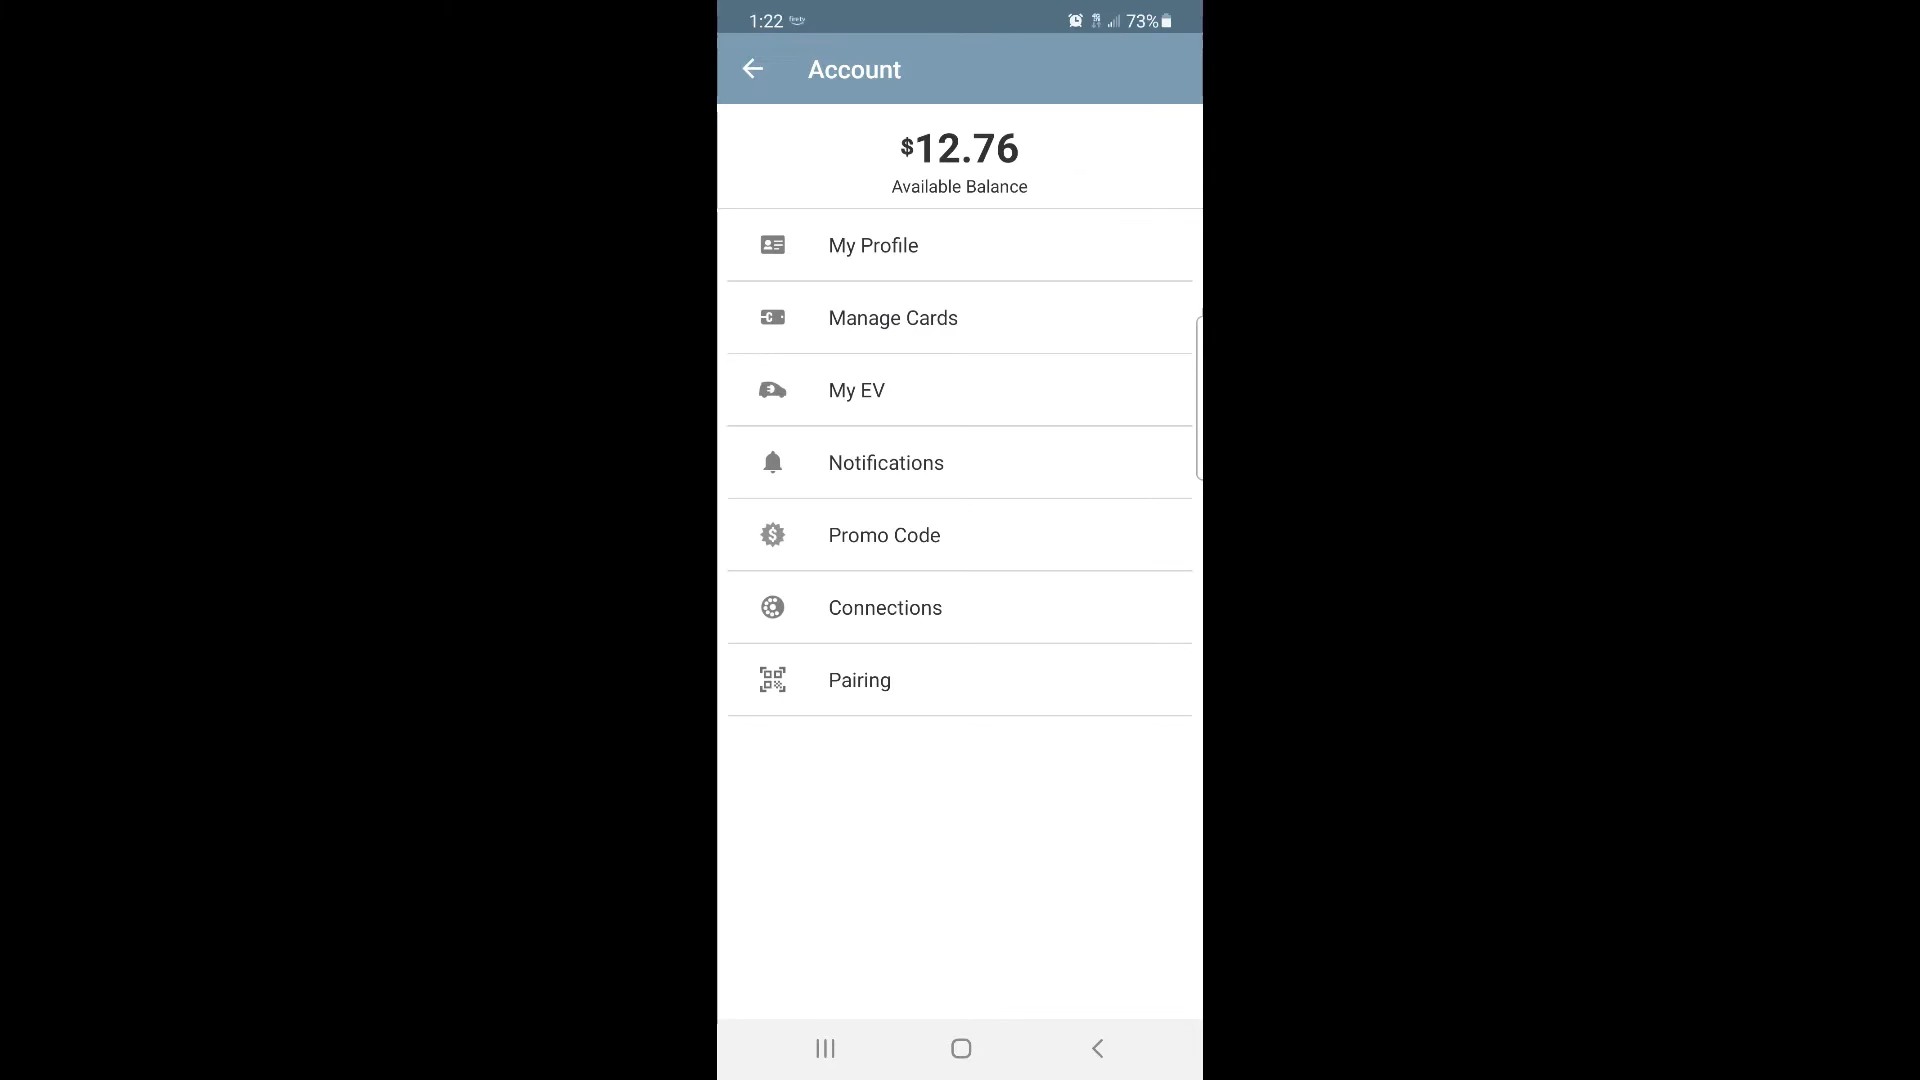 1:22 73%
Account
$12.76
Available Balance
My Profile
Manage Cards
My EV
Notifications
Promo Code
Connections
Pairing